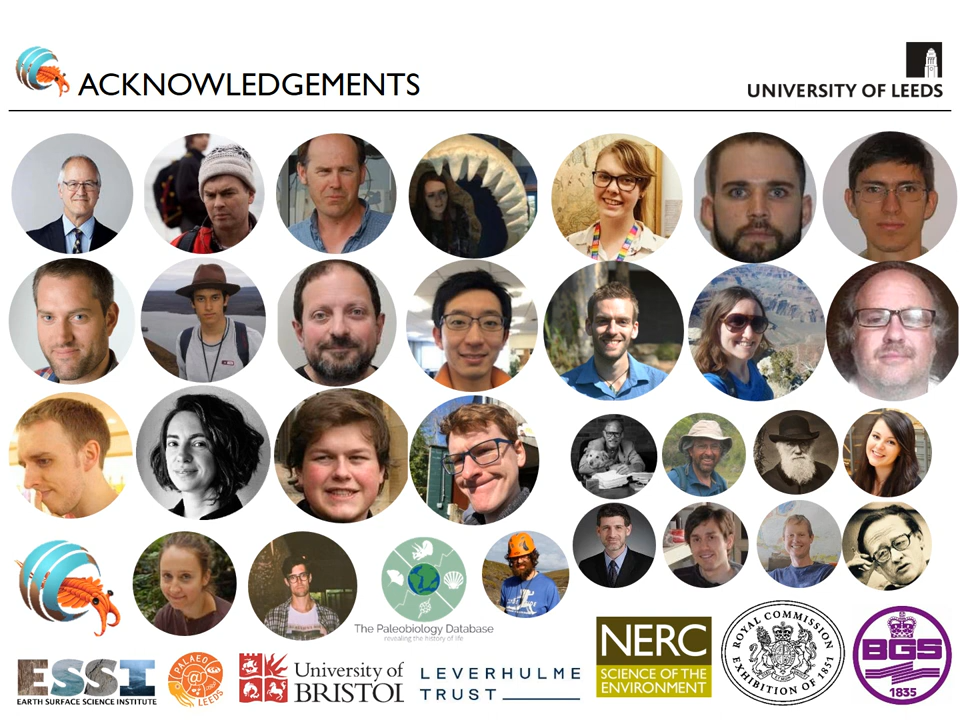 ACKNOWLEDGEMENTS
UNIVERSITY OF LEEDS
The Paleobiology Database
revealing the history of life
ESSI
EARTH SURFACE SCIENCE INSTITUTE
PALAEO
@
LEEDS
University of
BRISTOL
LEVERHULME
TRUST
NERC
SCIENCE OF THE
ENVIRONMENT
ROYAL COMMISSION
EXHIBITION OF 1851
BGS
1835